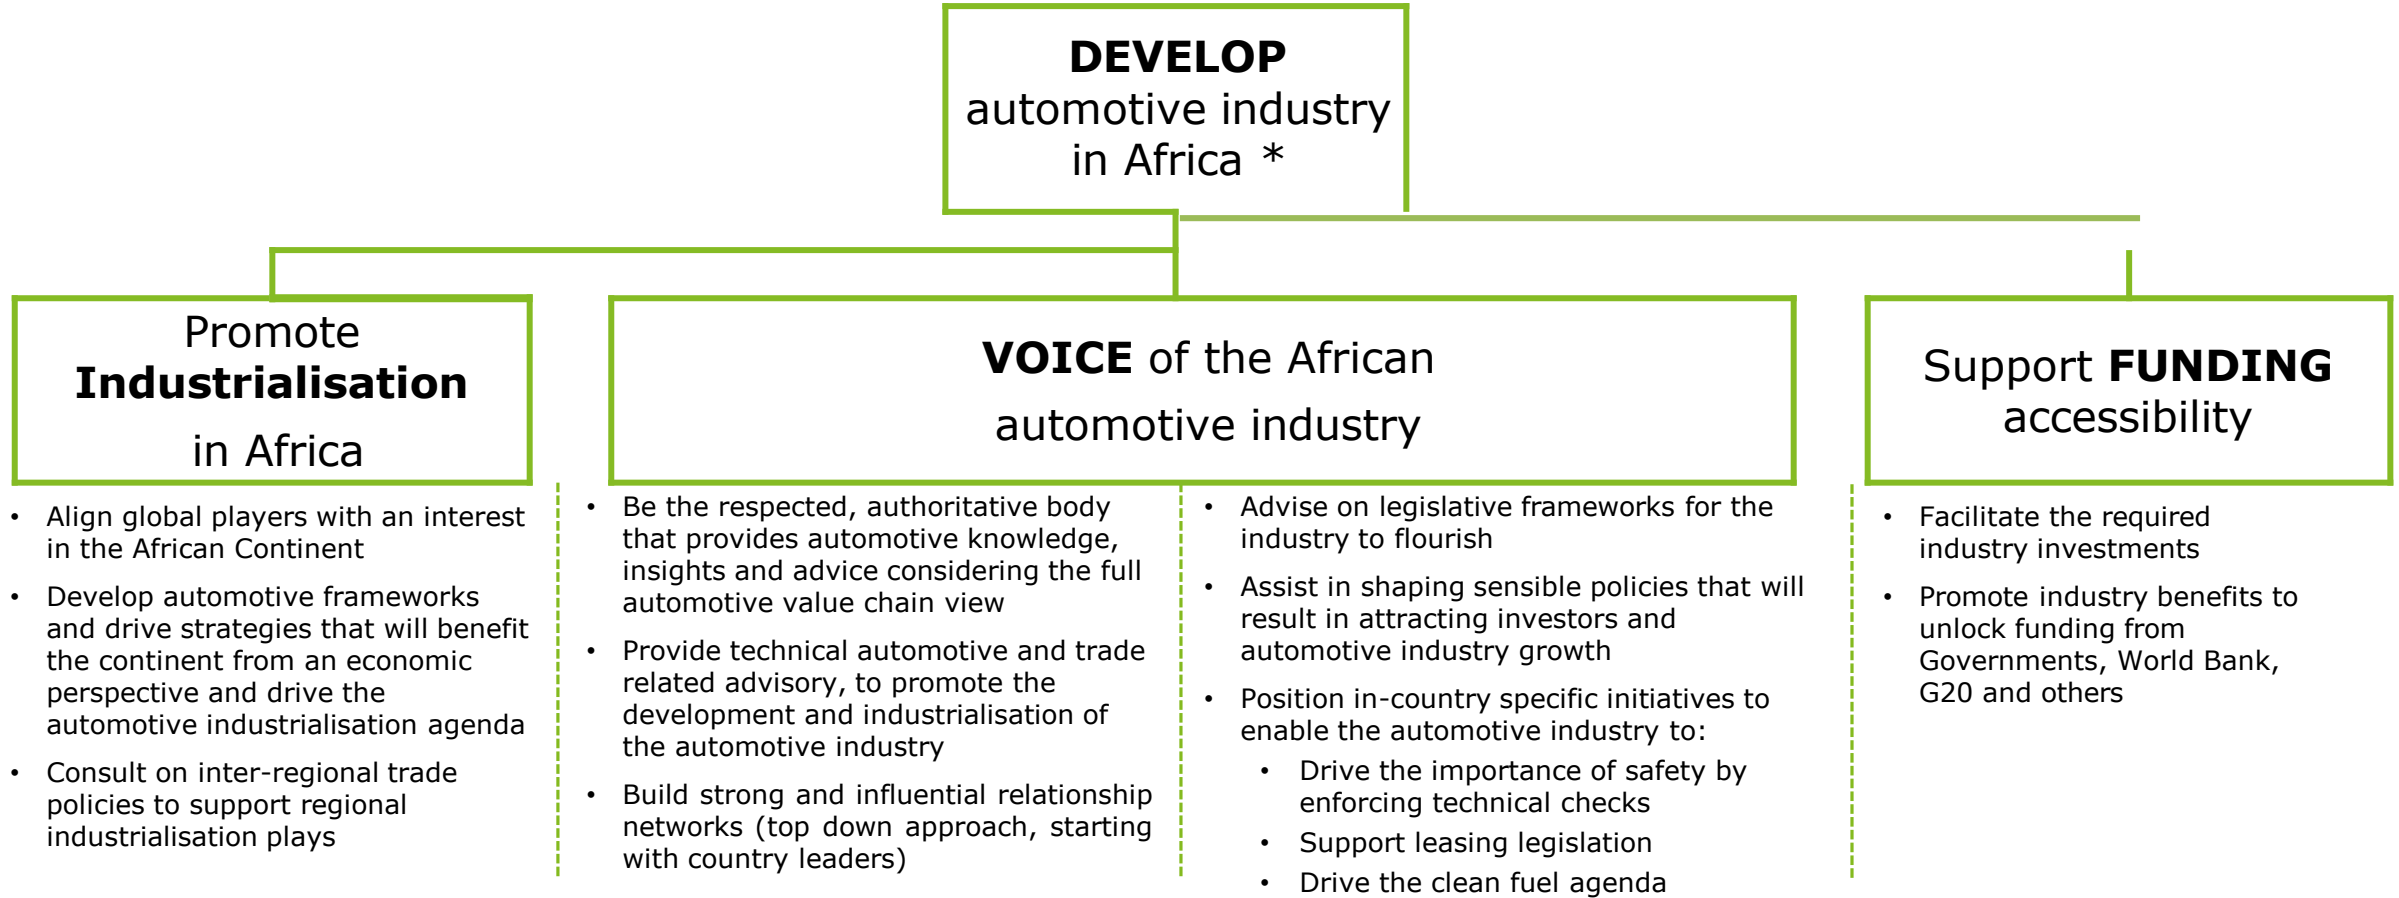 DEVELOP
automotive industry
in Africa *
Promote
Industrialisation
in Africa
• Align global players with an interest
in the African Continent
• Develop automotive frameworks
and drive strategies that will benefit
the continent from an economic
perspective and drive the
automotive industrialisation agenda
• Consult on inter-regional trade
policies to support regional
industrialisation plays
VOICE of the African
automotive industry
• Be the respected, authoritative body
that provides automotive knowledge,
insights and advice considering the full
automotive value chain view
• Provide technical automotive and trade
related advisory, to promote the
development and industrialisation of
the automotive industry
• Build strong and influential relationship
networks (top down approach, starting
with country leaders)
• Advise on legislative frameworks for the
industry to flourish
• Assist in shaping sensible policies that will
result in attracting investors and
automotive industry growth
• Position in-country specific initiatives to
enable the automotive industry to:
• Drive the importance of safety by
enforcing technical checks
• Support leasing legislation
• Drive the clean fuel agenda
Support FUNDING
accessibility
• Facilitate the required
industry investments
• Promote industry benefits to
unlock funding from
Governments, World Bank,
G20 and others